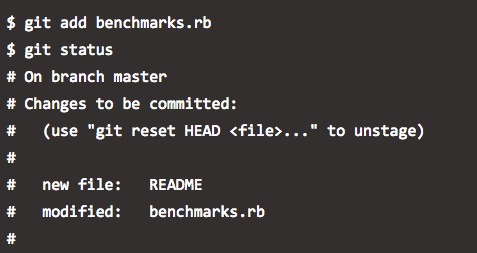 $ git add benchmarks.rb
$ git status
# On branch master
# Changes to be committed:
#   (use "git reset HEAD <file>..." to unstage)
#
#   new file:   README
#   modified:   benchmarks.rb
#